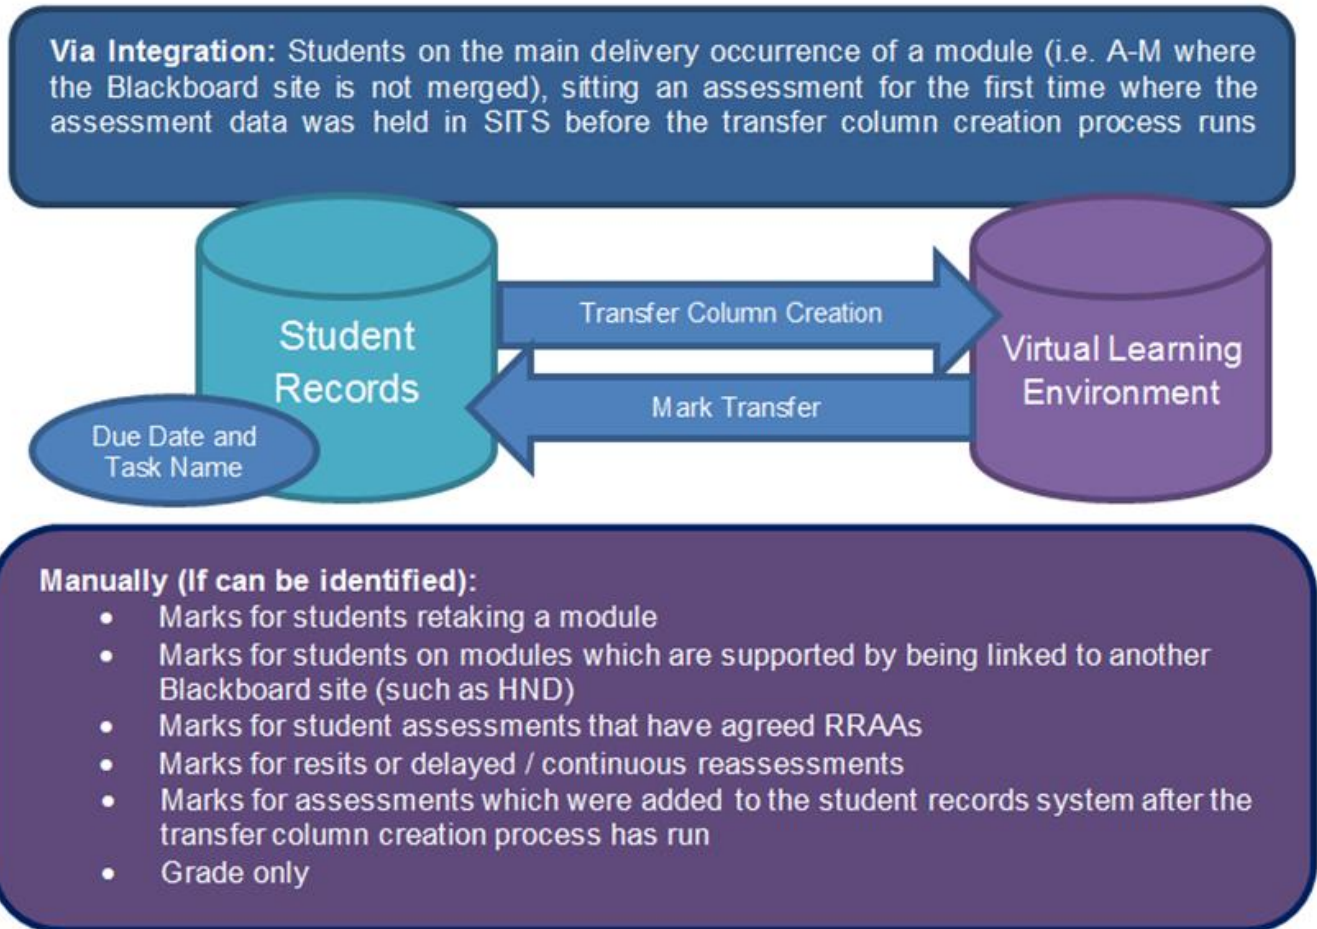 Via Integration: Students on the main delivery occurrence of a module (i.e. A-M where
the Blackboard site is not merged), sitting an assessment for the first time where the
assessment data was held in SITS before the transfer column creation process runs
Student
Records
Transfer Column Creation
Mark Transfer
Virtual Learning
Environment
Due Date and
Task Name
Manually (If can be identified):
• Marks for students retaking a module
• Marks for students on modules which are supported by being linked to another
Blackboard site (such as HND)
• Marks for student assessments that have agreed RRAAs
• Marks for resits or delayed / continuous reassessments
• Marks for assessments which were added to the student records system after the
transfer column creation process has run
• Grade only